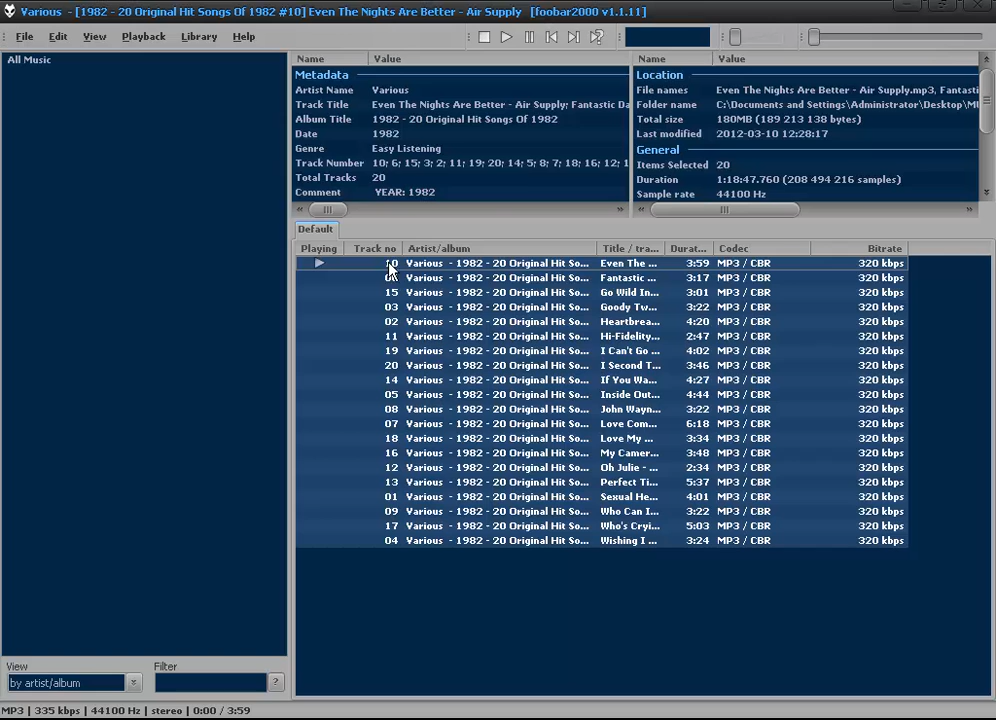 Various - [1982 - 20 Original Hit Songs Of 1982 #10] Even The Nights Are Better - Air Supply [foobar2000 v1.1.11]
File Edit View Playback Library Help
All Music
Name Value
Metadata
Artist Name Various
Track Title Even The Nights Are Better - Air Supply; Fantastic Da
Album Title 1982 - 20 Original Hit Songs Of 1982
Date 1982
Genre Easy Listening
Track Number 10; 6; 15; 3; 2; 11; 19; 20; 14; 5; 8; 7; 18; 16; 12; 1
Total Tracks 20
Comment YEAR: 1982
Name Value
Location
File names Even The Nights Are Better - Air Supply.mp3, Fantasti
Folder name C:\Documents and Settings\Administrator\Desktop\MU
Total size 180MB (189 213 138 bytes)
Last modified 2012-03-10 12:28:17
General
Items Selected 20
Duration 1:18:47.760 (208 494 216 samples)
Sample rate 44100 Hz
Default
Playing Track no Artist/album Title / tra... Durat... Codec Bitrate
10 Various - 1982 - 20 Original Hit So... Even The ... 3:59 MP3 / CBR 320 kbps
Various - 1982 - 20 Original Hit So... Fantastic ... 3:17 MP3 / CBR 320 kbps
15 Various - 1982 - 20 Original Hit So... Go Wild In... 3:01 MP3 / CBR 320 kbps
03 Various - 1982 - 20 Original Hit So... Goody Tw... 3:22 MP3 / CBR 320 kbps
02 Various - 1982 - 20 Original Hit So... Heartbrea... 4:20 MP3 / CBR 320 kbps
11 Various - 1982 - 20 Original Hit So... Hi-Fidelity... 2:47 MP3 / CBR 320 kbps
19 Various - 1982 - 20 Original Hit So... I Can't Go ... 4:02 MP3 / CBR 320 kbps
20 Various - 1982 - 20 Original Hit So... I Second T... 3:46 MP3 / CBR 320 kbps
14 Various - 1982 - 20 Original Hit So... If You Wa... 4:27 MP3 / CBR 320 kbps
05 Various - 1982 - 20 Original Hit So... Inside Out... 4:44 MP3 / CBR 320 kbps
08 Various - 1982 - 20 Original Hit So... John Wayn... 3:22 MP3 / CBR 320 kbps
07 Various - 1982 - 20 Original Hit So... Love Com... 6:18 MP3 / CBR 320 kbps
18 Various - 1982 - 20 Original Hit So... Love My ... 3:34 MP3 / CBR 320 kbps
16 Various - 1982 - 20 Original Hit So... My Camer... 3:48 MP3 / CBR 320 kbps
12 Various - 1982 - 20 Original Hit So... Oh Julie - ... 2:34 MP3 / CBR 320 kbps
13 Various - 1982 - 20 Original Hit So... Perfect Ti... 5:37 MP3 / CBR 320 kbps
01 Various - 1982 - 20 Original Hit So... Sexual He... 4:01 MP3 / CBR 320 kbps
09 Various - 1982 - 20 Original Hit So... Who Can I... 3:22 MP3 / CBR 320 kbps
17 Various - 1982 - 20 Original Hit So... Who's Cryi... 5:03 MP3 / CBR 320 kbps
04 Various - 1982 - 20 Original Hit So... Wishing I ... 3:24 MP3 / CBR 320 kbps
View Filter
by artist/album ?
MP3 | 335 kbps | 44100 Hz | stereo | 0:00 / 3:59